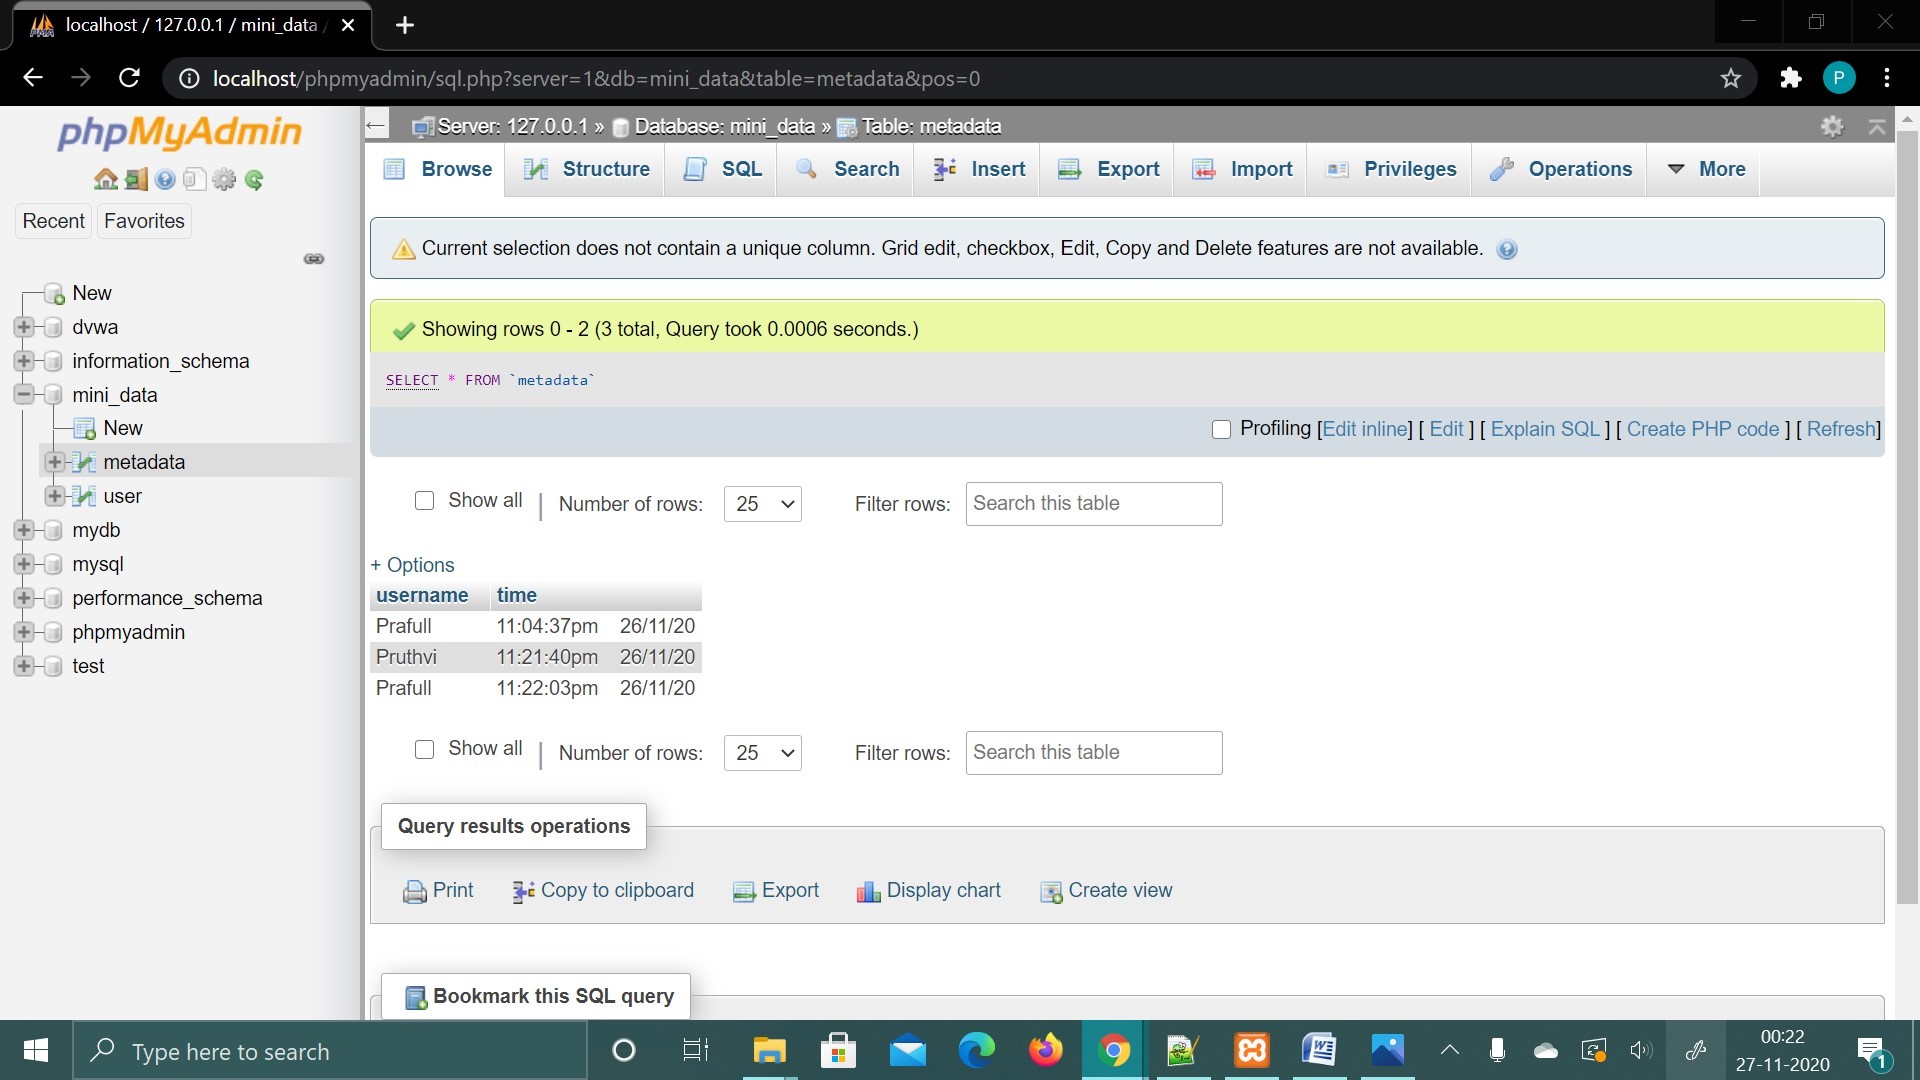 localhost / 127.0.0.1 / mini_data /
localhost/phpmyadmin/sql.php?server=1&db=mini_data&table=metadata&pos=0
P
phpMyAdmin
Recent Favorites
New
dvwa
information_schema
mini_data
New
metadata
user
mydb
mysql
performance_schema
phpmyadmin
test
Server: 127.0.0.1 » Database: mini_data » Table: metadata
Browse Structure SQL Search Insert Export Import Privileges Operations More
Current selection does not contain a unique column. Grid edit, checkbox, Edit, Copy and Delete features are not available.
Showing rows 0 - 2 (3 total, Query took 0.0006 seconds.)
SELECT * FROM `metadata`
Profiling [Edit inline] [ Edit ] [ Explain SQL ] [ Create PHP code ] [ Refresh]
Show all | Number of rows: 25 Filter rows: Search this table
+ Options
username time
Prafull 11:04:37pm 26/11/20
Pruthvi 11:21:40pm 26/11/20
Prafull 11:22:03pm 26/11/20
Show all | Number of rows: 25 Filter rows: Search this table
Query results operations
Print Copy to clipboard Export Display chart Create view
Bookmark this SQL query
Type here to search
00:22
27-11-2020
1